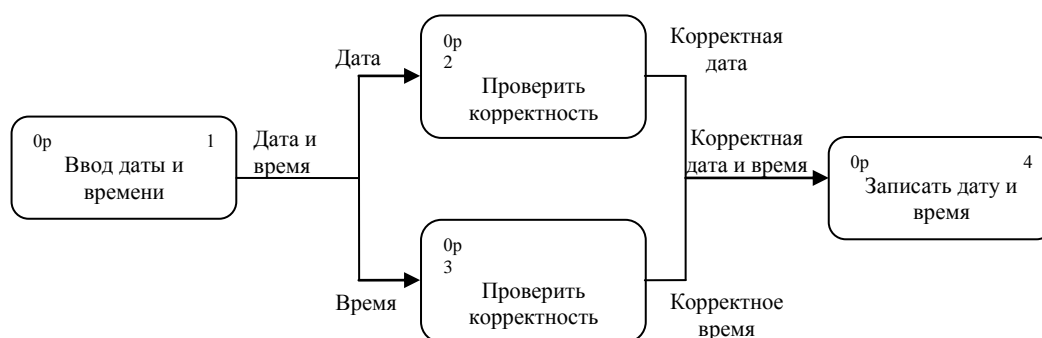 0р 1
Ввод даты и
времени
Дата и
время
Дата
0р
2
Проверить
корректность
Время
0р
3
Проверить
корректность
Корректная
дата
Корректная
дата и время
Корректное
время
0р 4
Записать дату и
время